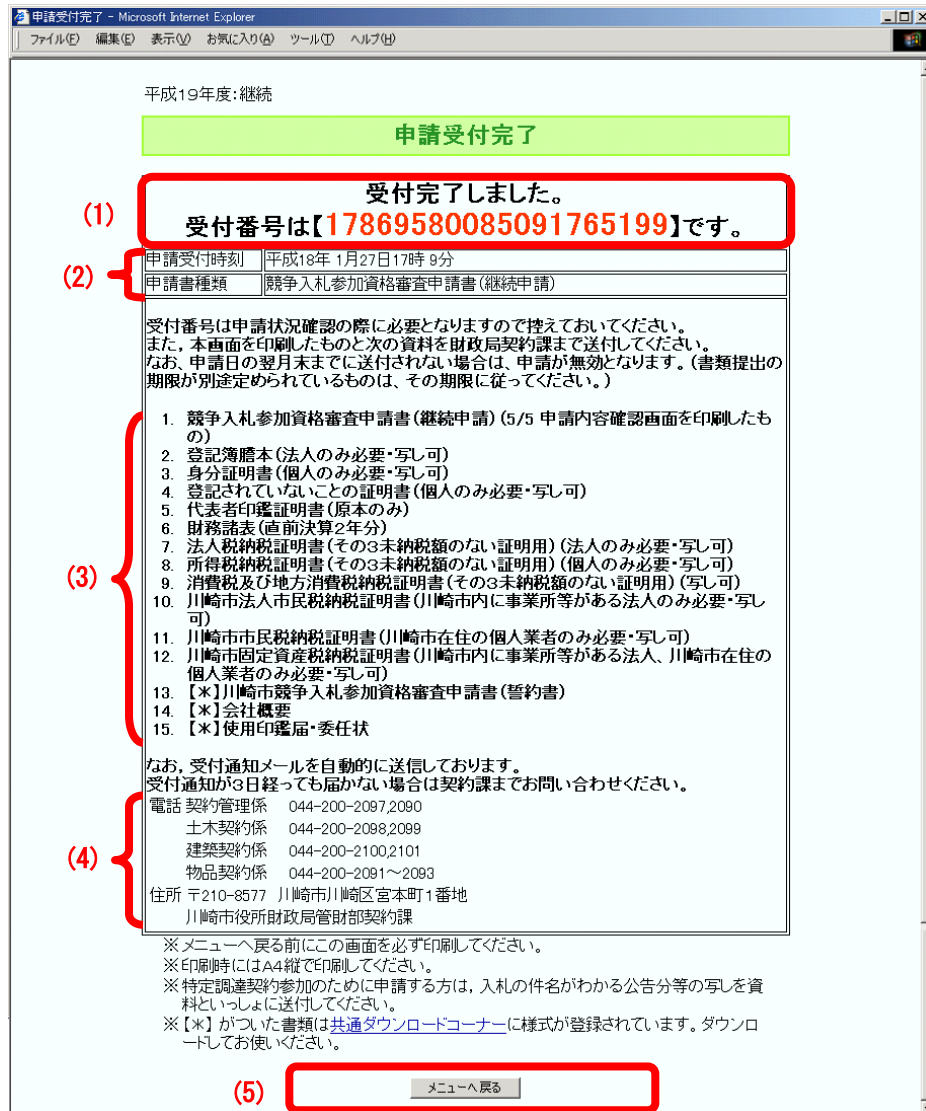 申請受付完了 - Microsoft Internet Explorer
ファイル(F) 編集(E) 表示(V) お気に入り(A) ツール(T) ヘルプ(H)
平成19年度:継続
申請受付完了
(1)
受付完了しました。
受付番号は【17869580085091765199】です。
(2)
申請受付時刻 平成18年 1月27日17時 9分
申請書種類 競争入札参加資格審査申請書(継続申請)
受付番号は申請状況確認の際に必要となりますので控えておいてください。
また,本画面を印刷したものと次の資料を財政局契約課まで送付してください。
なお、申請日の翌月末までに送付されない場合は、申請が無効となります。(書類提出の
期限が別途定められているものは、その期限に従ってください。)
(3)
1. 競争入札参加資格審査申請書(継続申請)(5/5 申請内容確認画面を印刷したも
の)
2. 登記簿謄本(法人のみ必要・写し可)
3. 身分証明書(個人のみ必要・写し可)
4. 登記されていないことの証明書(個人のみ必要・写し可)
5. 代表者印鑑証明書(原本のみ)
6. 財務諸表(直前決算2年分)
7. 法人税納税証明書(その3未納税額のない証明用)(法人のみ必要・写し可)
8. 所得税納税証明書(その3未納税額のない証明用)(個人のみ必要・写し可)
9. 消費税及び地方消費税納税証明書(その3未納税額のない証明用)(写し可)
10. 川崎市法人市民税納税証明書(川崎市内に事業所等がある法人のみ必要・写し
可)
11. 川崎市市民税納税証明書(川崎市在住の個人業者のみ必要・写し可)
12. 川崎市固定資産税納税証明書(川崎市内に事業所等がある法人、川崎市在住の
個人業者のみ必要・写し可)
13. 【*】川崎市競争入札参加資格審査申請書(誓約書)
14. 【*】会社概要
15. 【*】使用印鑑届・委任状
なお,受付通知メールを自動的に送信しております。
受付通知が3日経っても届かない場合は契約課までお問い合わせください。
(4)
電話 契約管理係 044-200-2097,2090
土木契約係 044-200-2098,2099
建築契約係 044-200-2100,2101
物品契約係 044-200-2091~2093
住所 〒210-8577 川崎市川崎区宮本町1番地
川崎市役所財政局管財部契約課
※メニューへ戻る前にこの画面を必ず印刷してください。
※印刷時にはA4縦で印刷してください。
※特定調達契約参加のために申請する方は,入札の件名がわかる公告分等の写しを資
料といっしょに送付してください。
※【*】がついた書類は共通ダウンロードコーナーに様式が登録されています。ダウンロ
ードしてお使いください。
(5)
メニューへ戻る